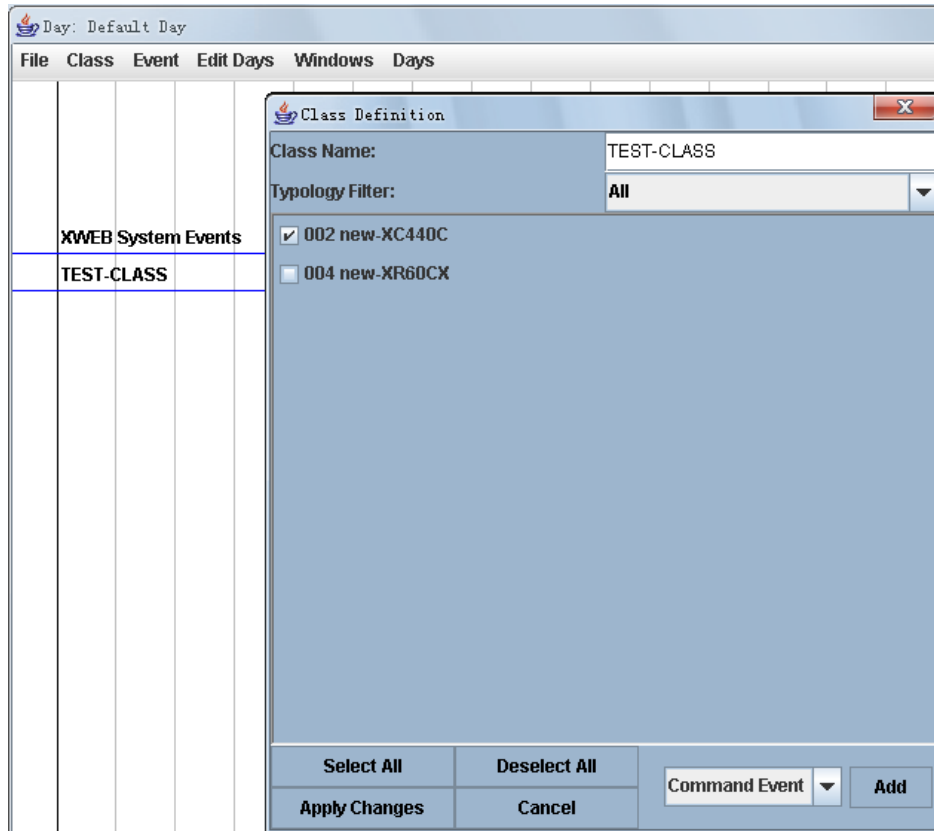 Day: Default Day
File Class Event Edit Days Windows Days
Class Definition
X
Class Name: TEST-CLASS
Typology Filter: All
XWEB System Events
TEST-CLASS
002 new-XC440C
004 new-XR60CX
Select All Deselect All
Command Event Add
Apply Changes Cancel